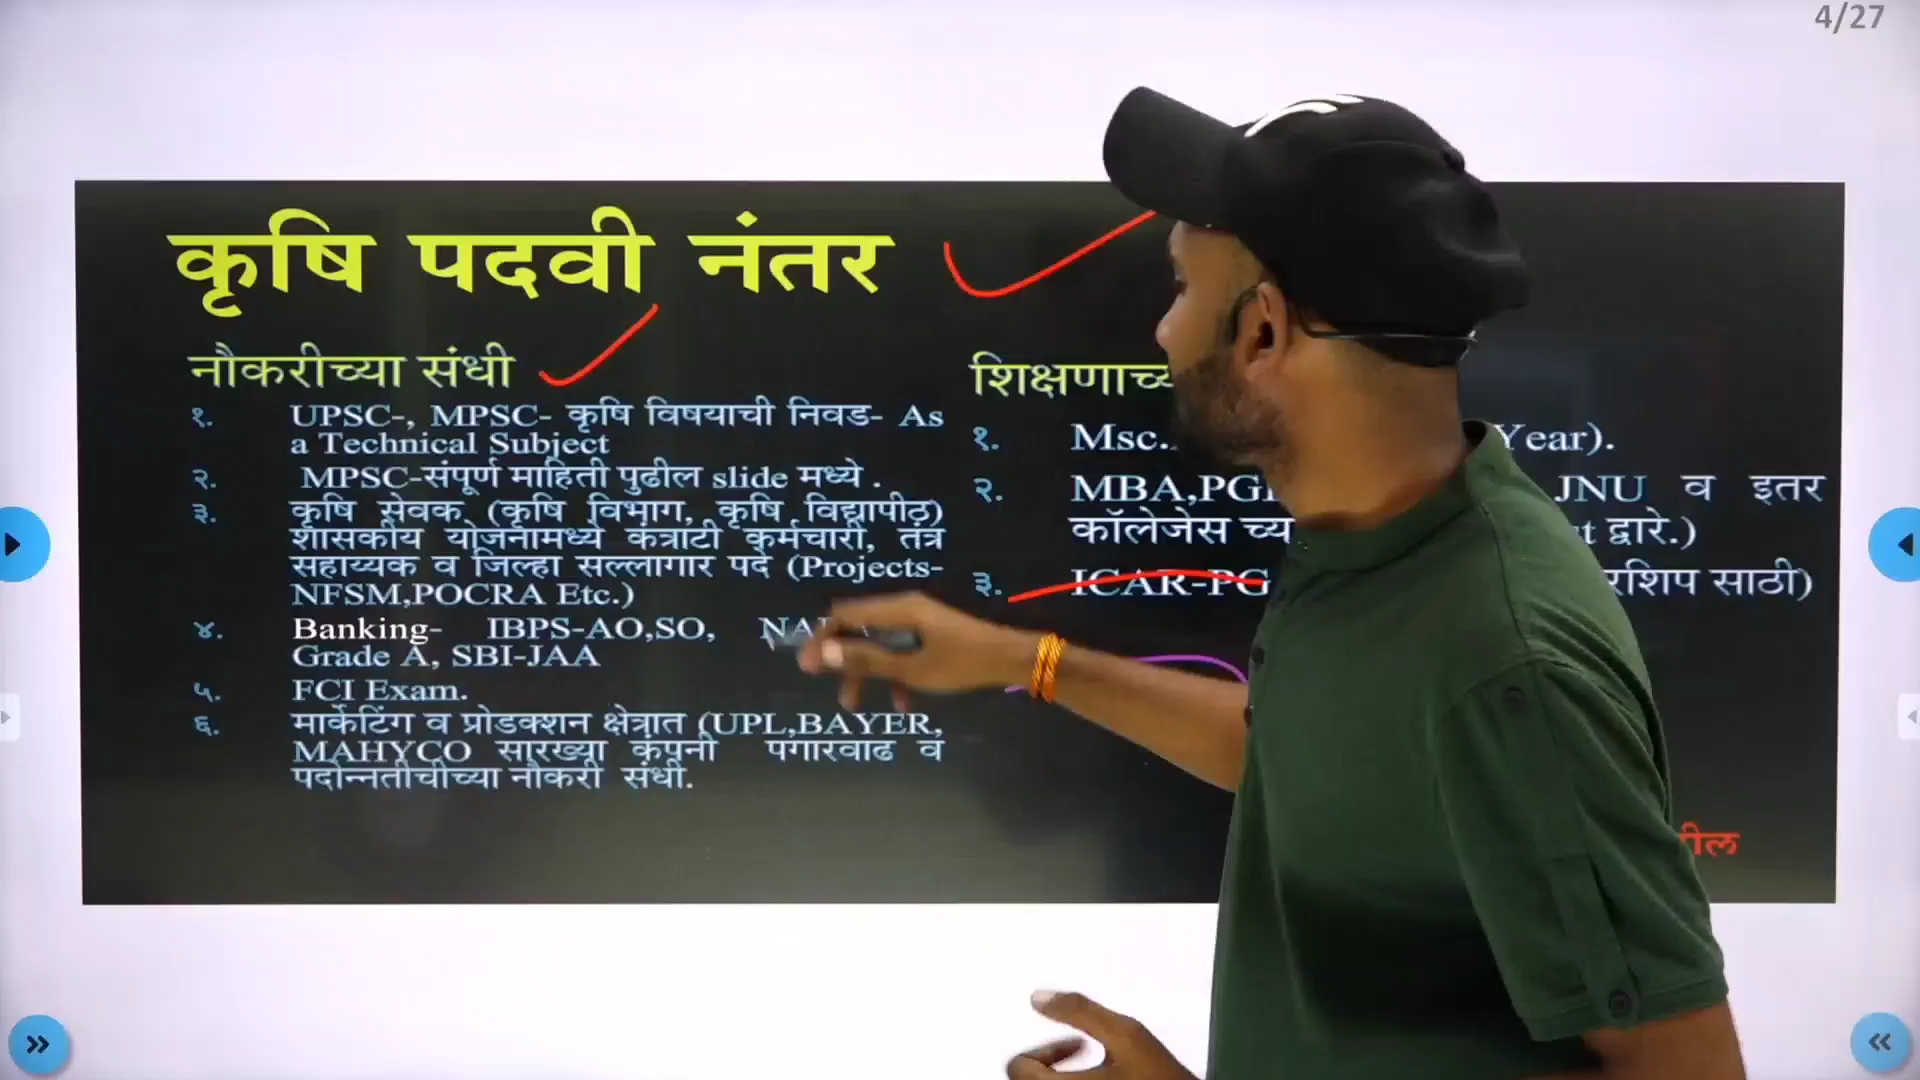 4/27
कृषि पदवी नंतर
नौकरीच्या संधी
१. UPSC-, MPSC- कृषि विषयाची निवड- As
a Technical Subject
२. MPSC-संपूर्ण माहिती पुढील slide मध्ये .
३. कृषि सेवक (कृषि विभाग, कृषि विद्यापीठ)
शासकीय योजनामध्ये कंत्राटी कर्मचारी, तंत्र
सहाय्यक व जिल्हा सल्लागार पदे (Projects-
NFSM,POCRA Etc.)
४. Banking- IBPS-AO,SO,
Grade A, SBI-JAA
५. FCI Exam.
६. मार्केटिंग व प्रोडक्शन क्षेत्रात (UPL,BAYER,
MAHYCO सारख्या कंपनी पगारवाढ व
पदोन्नतीचीच्या नौकरी संधी.
१. Msc. Year).
२. JNU व इतर
कॉलेजेस च्या द्वारे.)
३. ICAR-PG साठी)